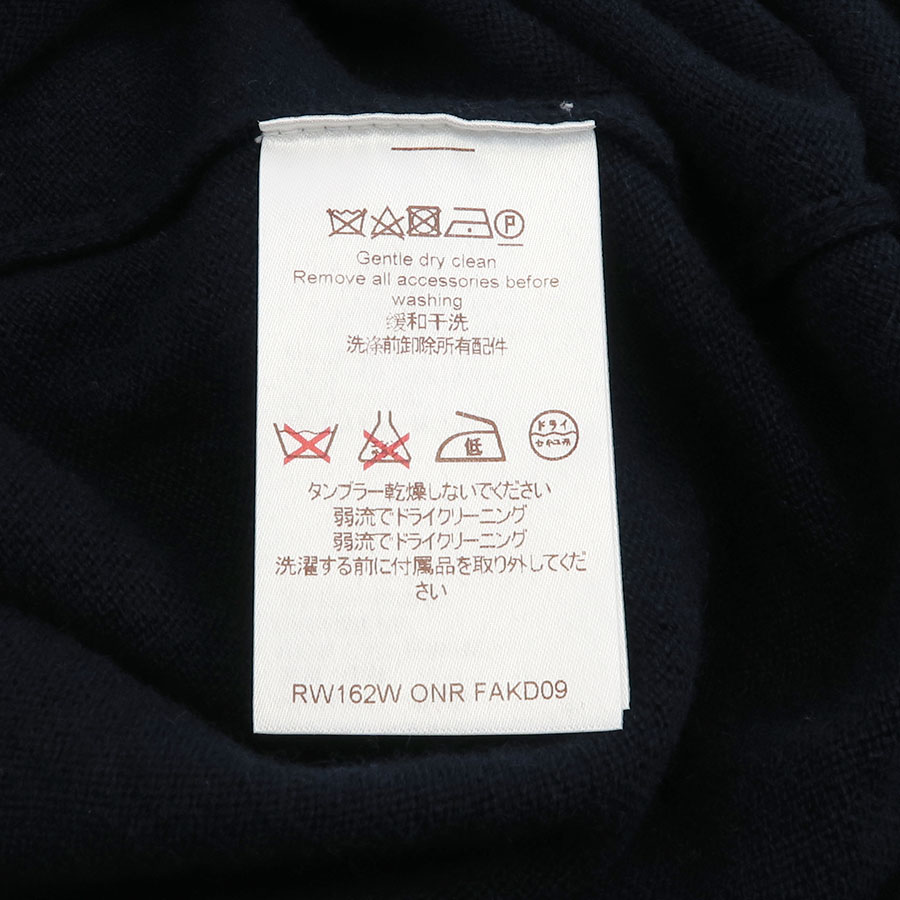 P
Gentle dry clean
Remove all accessories before
washing
缓和干洗
洗涤前卸除所有配件
低
ドライ
タンブラー乾燥しないでください
弱流でドライクリーニング
弱流でドライクリーニング
洗濯する前に付属品を取り外してくだ
さい
RW162W ONR FAKD09